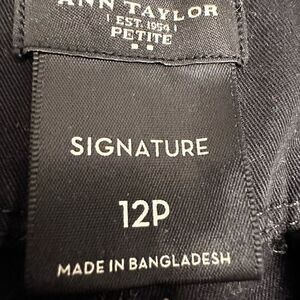 ANN TAYLOR
EST. 1954
PETITE
SIGNATURE
12P
MADE IN BANGLADESH